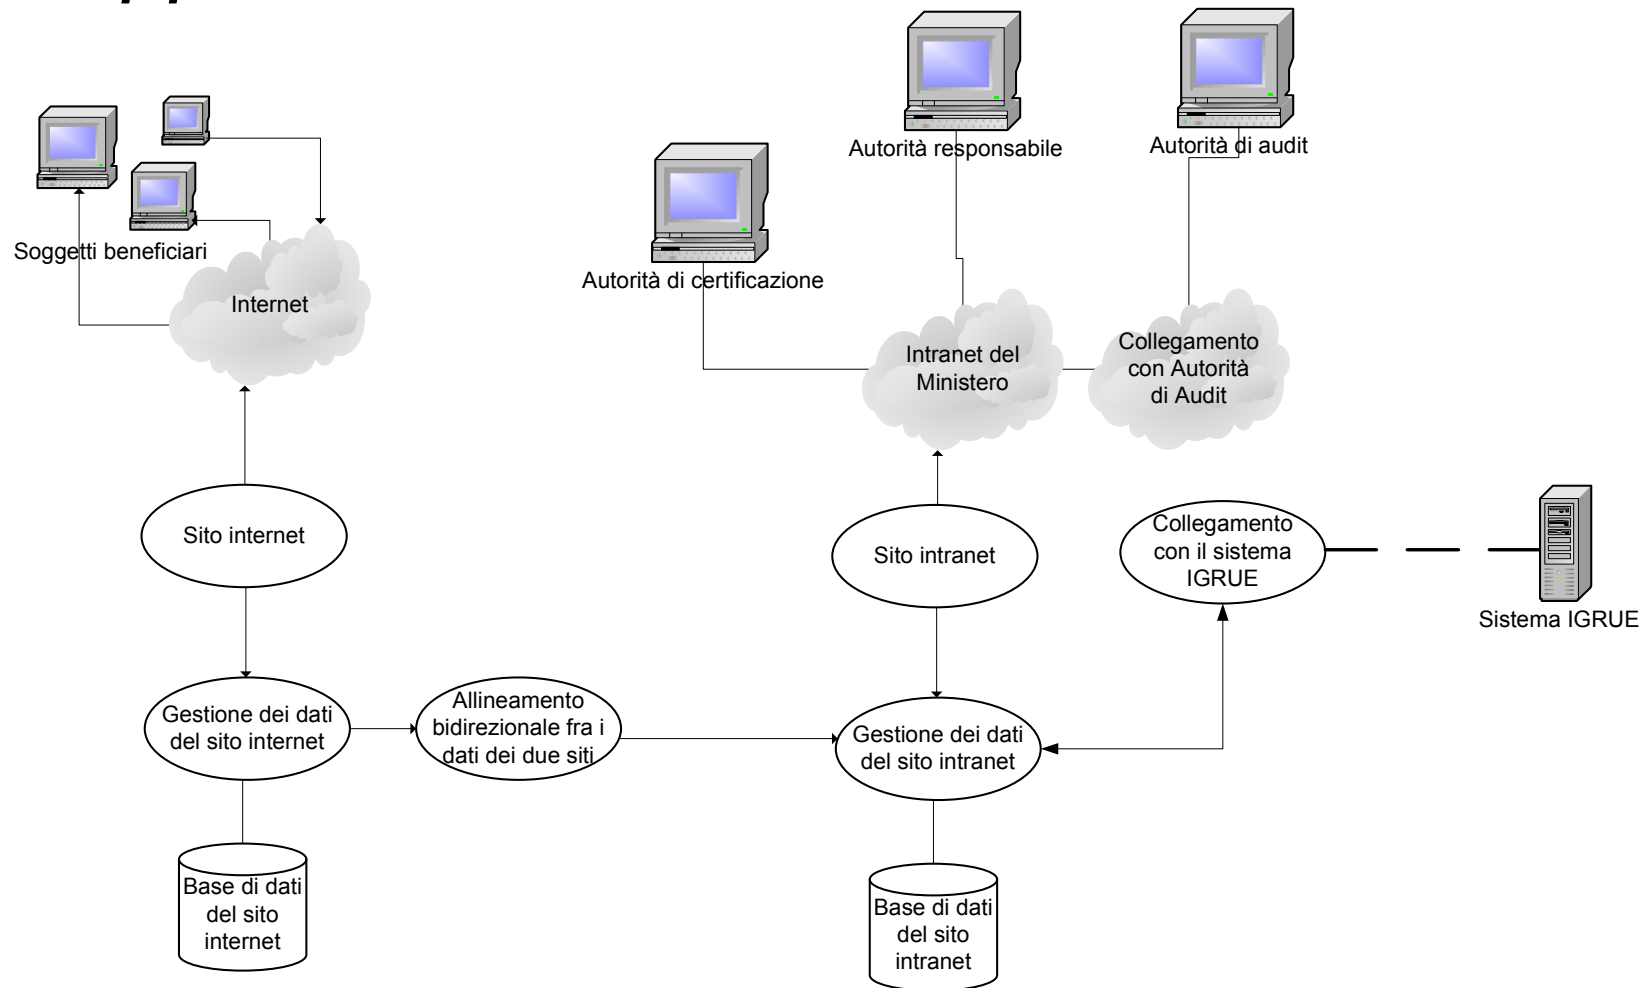 Autorità responsabile
Autorità di audit
Soggetti beneficiari
Autorità di certificazione
Internet
Intranet del
Ministero
Collegamento
con Autorità
di Audit
Sito internet
Sito intranet
Collegamento
con il sistema
IGRUE
Sistema IGRUE
Gestione dei dati
del sito internet
Allineamento
bidirezionale fra i
dati dei due siti
Gestione dei dati
del sito intranet
Base di dati
del sito
internet
Base di dati
del sito
intranet